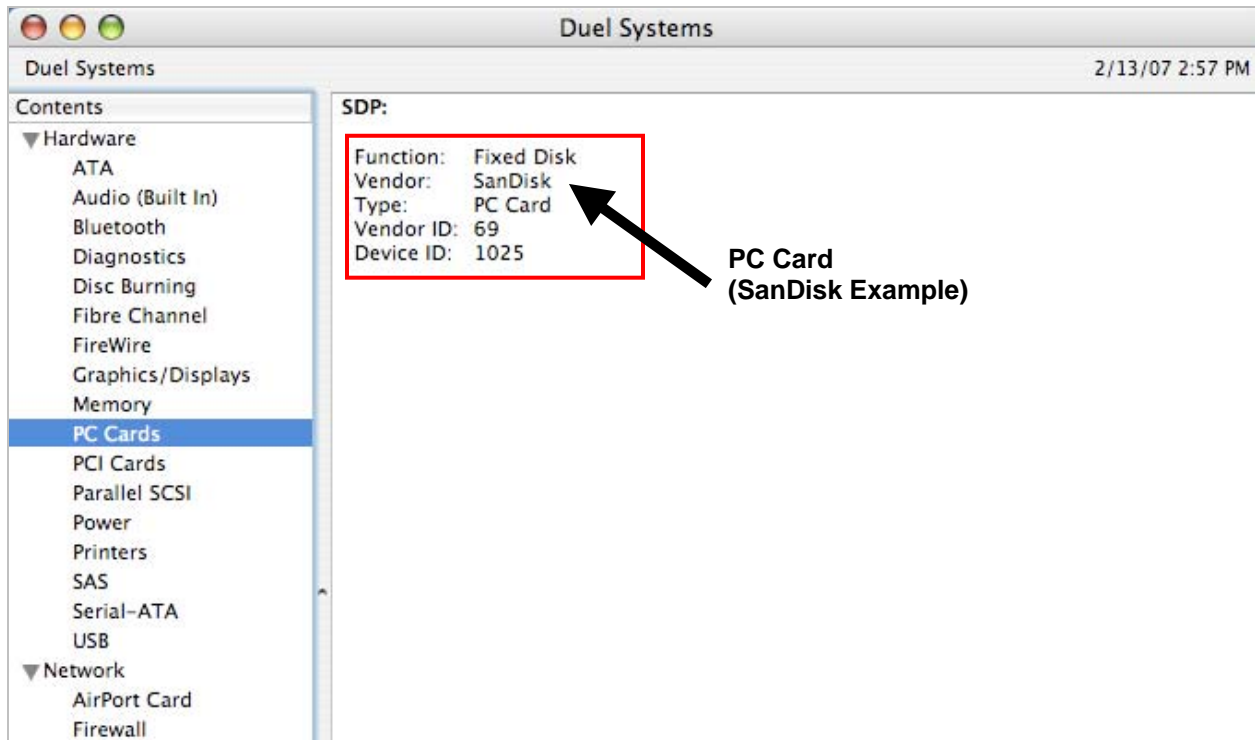 Duel Systems
Duel Systems 2/13/07 2:57 PM
Contents
Hardware
ATA
Audio (Built In)
Bluetooth
Diagnostics
Disc Burning
Fibre Channel
FireWire
Graphics/Displays
Memory
PC Cards
PCI Cards
Parallel SCSI
Power
Printers
SAS
Serial-ATA
USB
Network
AirPort Card
Firewall
SDP:
Function: Fixed Disk
Vendor: SanDisk
Type: PC Card
Vendor ID: 69
Device ID: 1025
PC Card
(SanDisk Example)